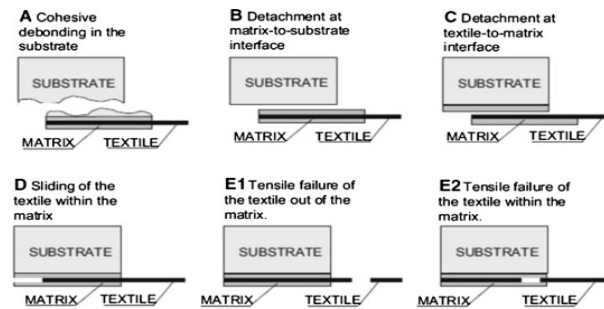 A Cohesive
debonding in the
substrate
SUBSTRATE
MATRIX TEXTILE
B Detachment at
matrix-to-substrate
interface
SUBSTRATE
MATRIX TEXTILE
C Detachment at
textile-to-matrix
interface
SUBSTRATE
MATRIX TEXTILE
D Sliding of the
textile within the
matrix
SUBSTRATE
MATRIX TEXTILE
E1 Tensile failure of
the textile out of the
matrix.
SUBSTRATE
MATRIX TEXTILE
E2 Tensile failure of
the textile within the
matrix.
SUBSTRATE
MATRIX TEXTILE